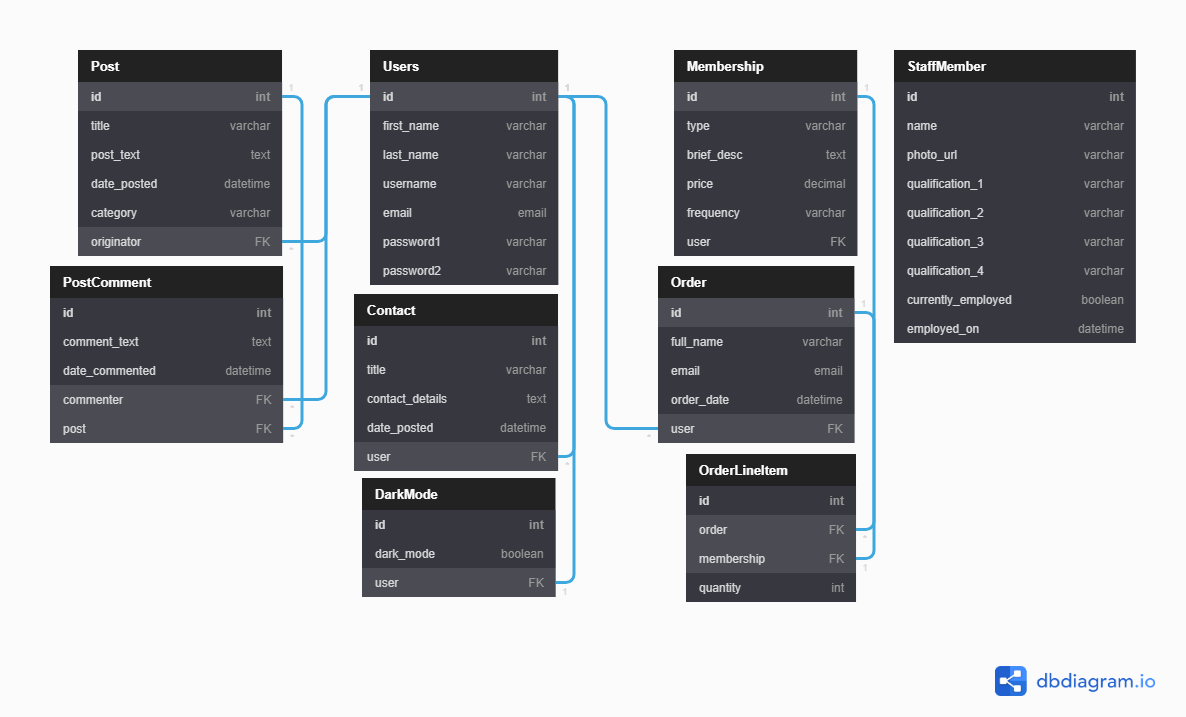 Post
id int
title varchar
post_text text
date_posted datetime
category varchar
originator FK
PostComment
id int
comment_text text
date_commented datetime
commenter FK
post FK
Users
id int
first_name varchar
last_name varchar
username varchar
email email
password1 varchar
password2 varchar
Contact
id int
title varchar
contact_details text
date_posted datetime
user FK
DarkMode
id int
dark_mode boolean
user FK
Membership
id int
type varchar
brief_desc text
price decimal
frequency varchar
user FK
Order
id int
full_name varchar
email email
order_date datetime
user FK
OrderLineItem
id int
order FK
membership FK
quantity int
StaffMember
id int
name varchar
photo_url varchar
qualification_1 varchar
qualification_2 varchar
qualification_3 varchar
qualification_4 varchar
currently_employed boolean
employed_on datetime
1
*
*
*
1
1
*
1
*
1
1
*
1
dbdiagram.io